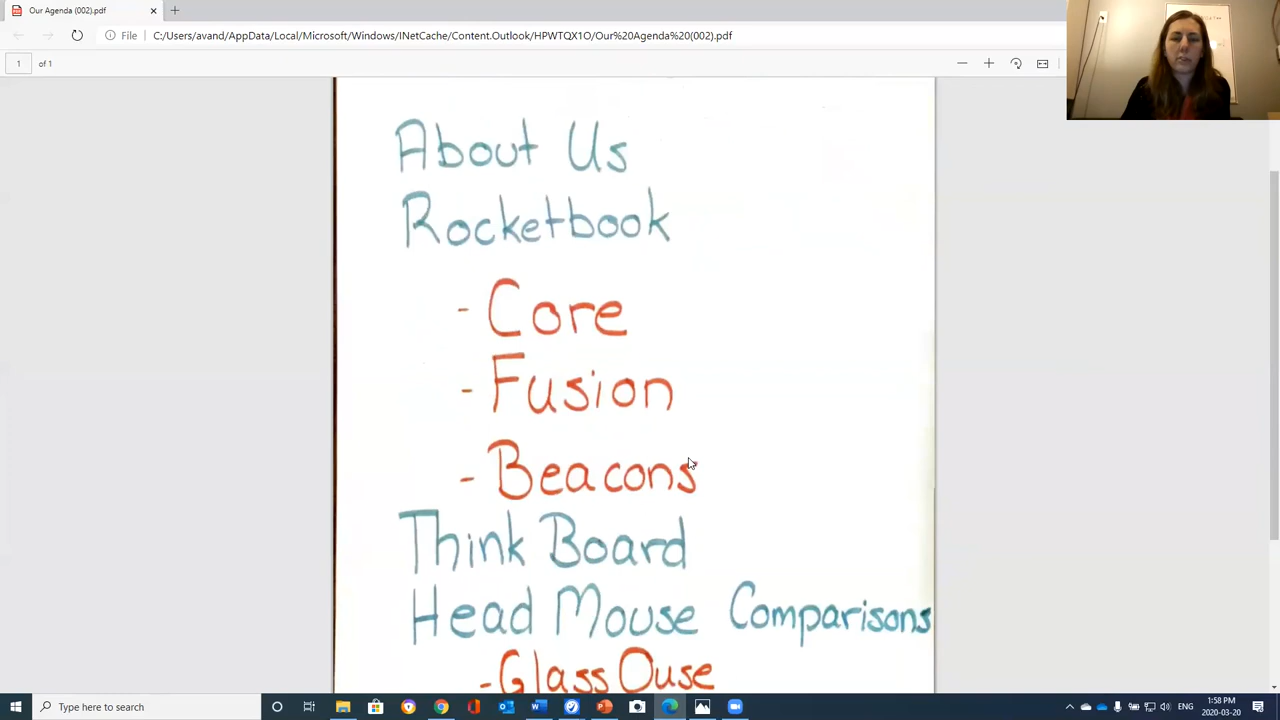 Our Agenda (002).pdf
File C:/Users/avand/AppData/Local/Microsoft/Windows/INetCache/Content.Outlook/HPWTQX1O/Our%20Agenda%20(002).pdf
1 of 1
About Us
Rocketbook
- Core
- Fusion
- Beacons
Think Board
Head Mouse Comparisons
- GlassOuse
Type here to search
ENG
1:58 PM
2020-03-20